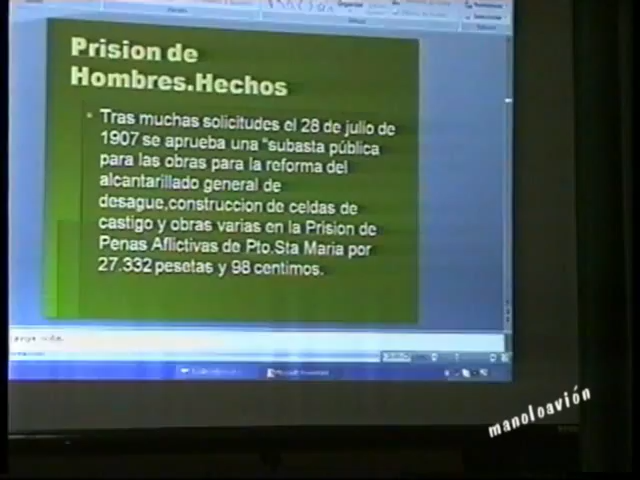 Prision de
Hombres.Hechos
Tras muchas solicitudes el 28 de julio de
1907 se aprueba una "subasta pública
para las obras para la reforma del
alcantarillado general de
desague,construccion de celdas de
castigo y obras varias en la Prision de
Penas Aflictivas de Pto.Sta Maria por
27.332 pesetas y 98 centimos.
manoloavión